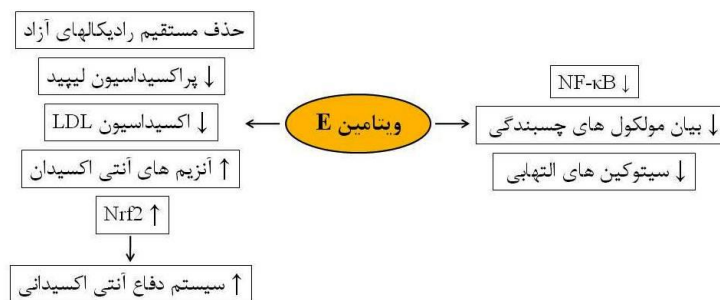 حذف مستقیم رادیکالهای آزاد
↓ پراکسیداسیون لیپید
↓ اکسیداسیون LDL
↑ آنزیم های آنتی اکسیدان
Nrf2 ↑
↑ سیستم دفاع آنتی اکسیدانی
ویتامین E
NF-κB ↓
↓ بیان مولکول های چسبندگی
↓ سیتوکین های التهابی